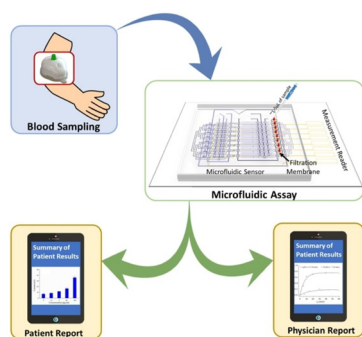 Blood Sampling
Measurement Reader
Filtration
Membrane
Microfluidic Sensor
Microfluidic Assay
Summary of
Patient Results
Patient Report
Summary of
Patient Results
Physician Report